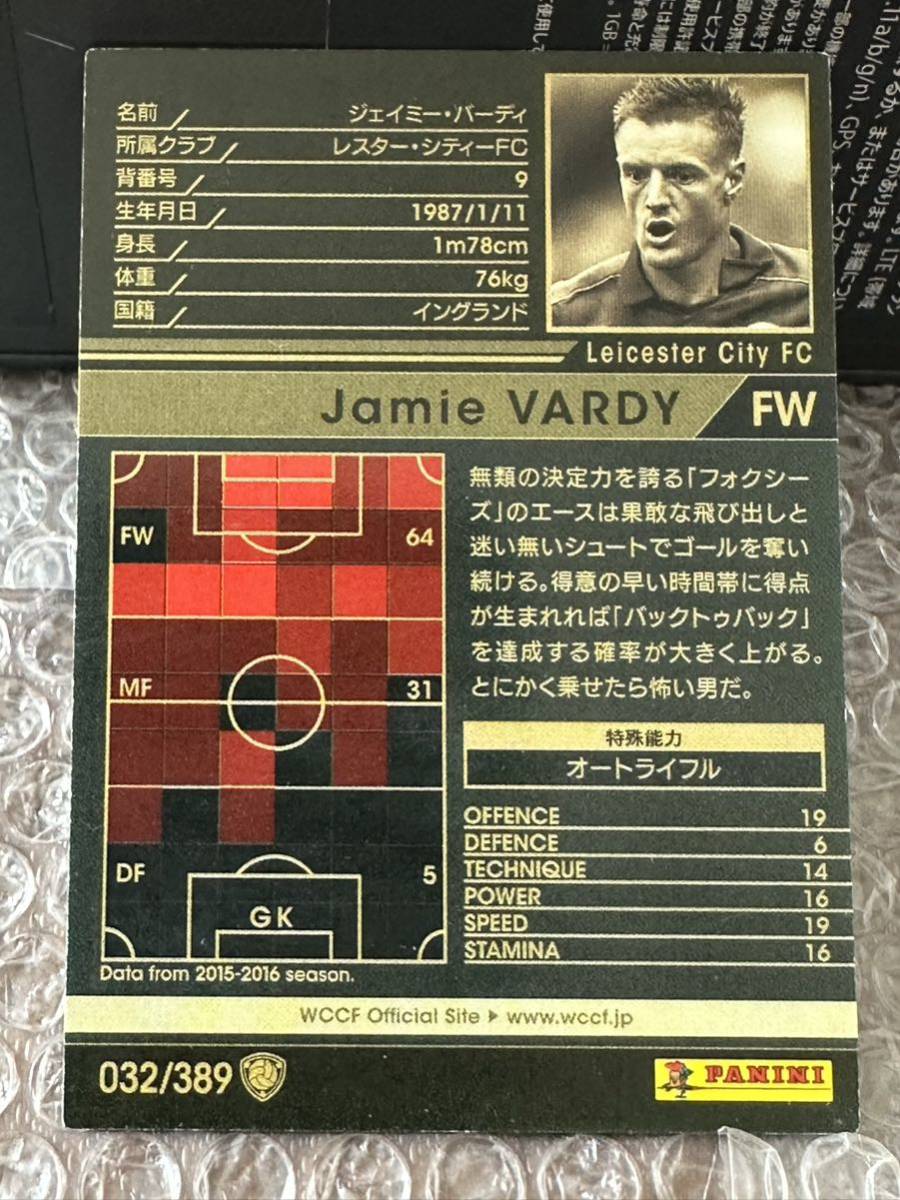 名前 ジェイミー・バーディ
所属クラブ レスター・シティーFC
背番号 9
生年月日 1987/1/11
身長 1m78cm
体重 76kg
国籍 イングランド
Leicester City FC
Jamie VARDY FW
FW 64
MF 31
DF 5
GK
Data from 2015-2016 season.
無類の決定力を誇る「フォクシー
ズ」のエースは果敢な飛び出しと
迷い無いシュートでゴールを奪い
続ける。得意の早い時間帯に得点
が生まれれば「バックトゥバック」
を達成する確率が大きく上がる。
とにかく乗せたら怖い男だ。
特殊能力
オートライフル
OFFENCE 19
DEFENCE 6
TECHNIQUE 14
POWER 16
SPEED 19
STAMINA 16
WCCF Official Site ▶ www.wccf.jp
032/389
PANINI